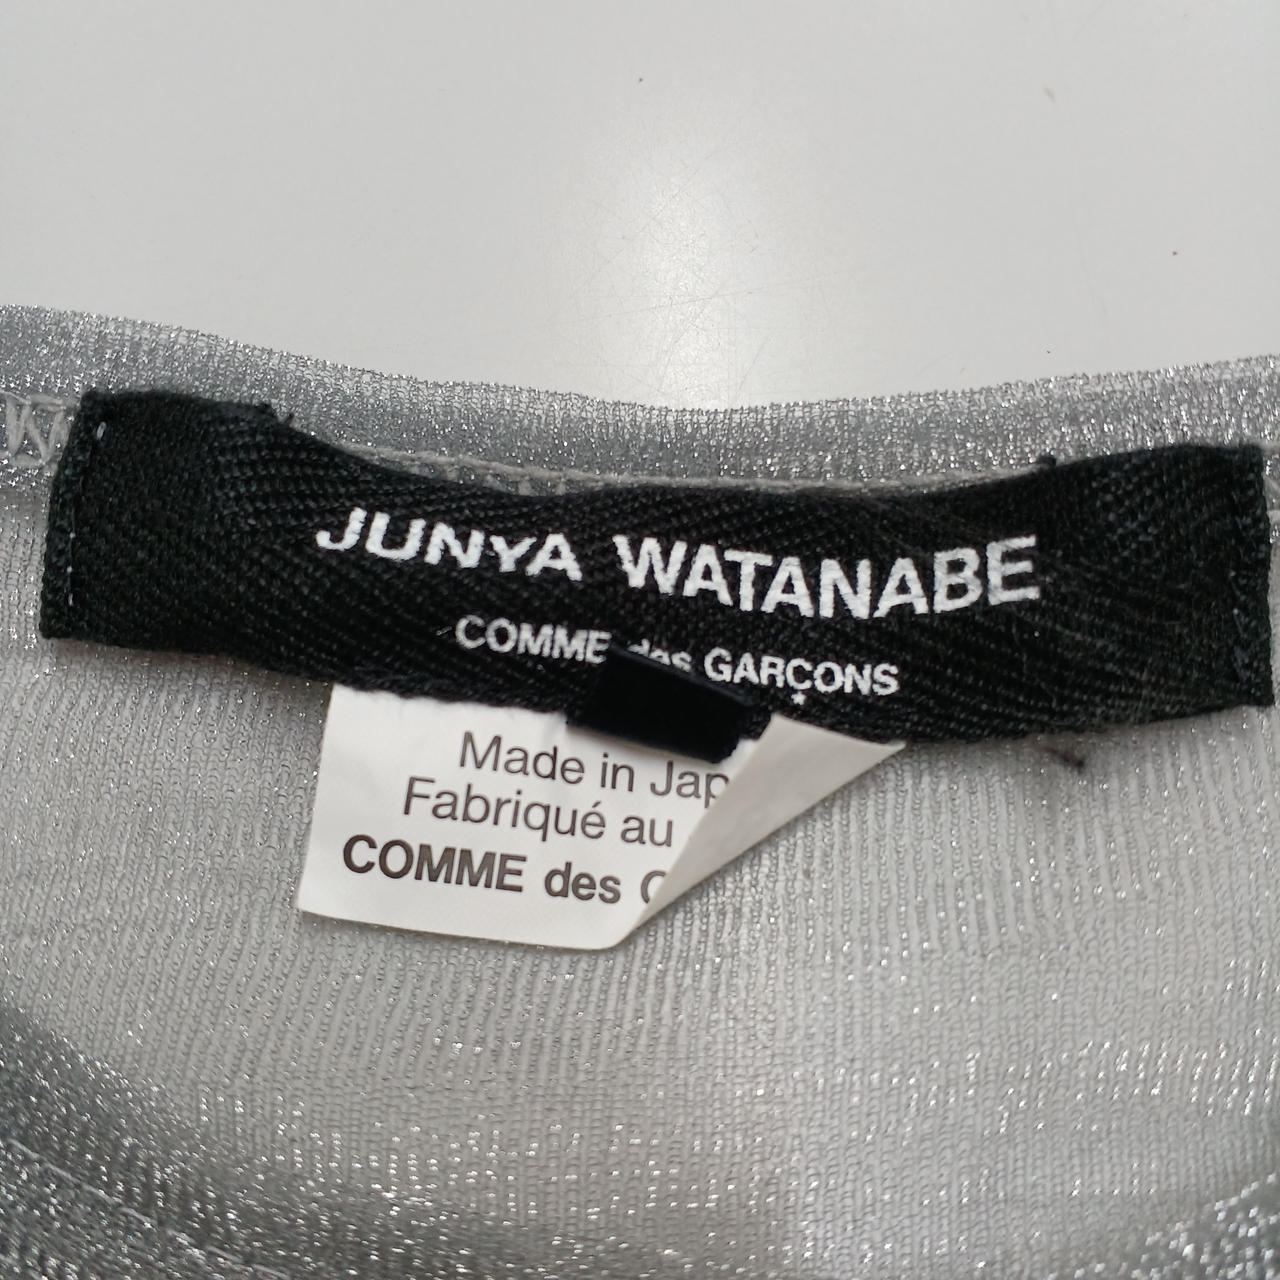 JUNYA WATANABE
COMME des GARÇONS
Made in Jap
Fabriqué au
COMME des